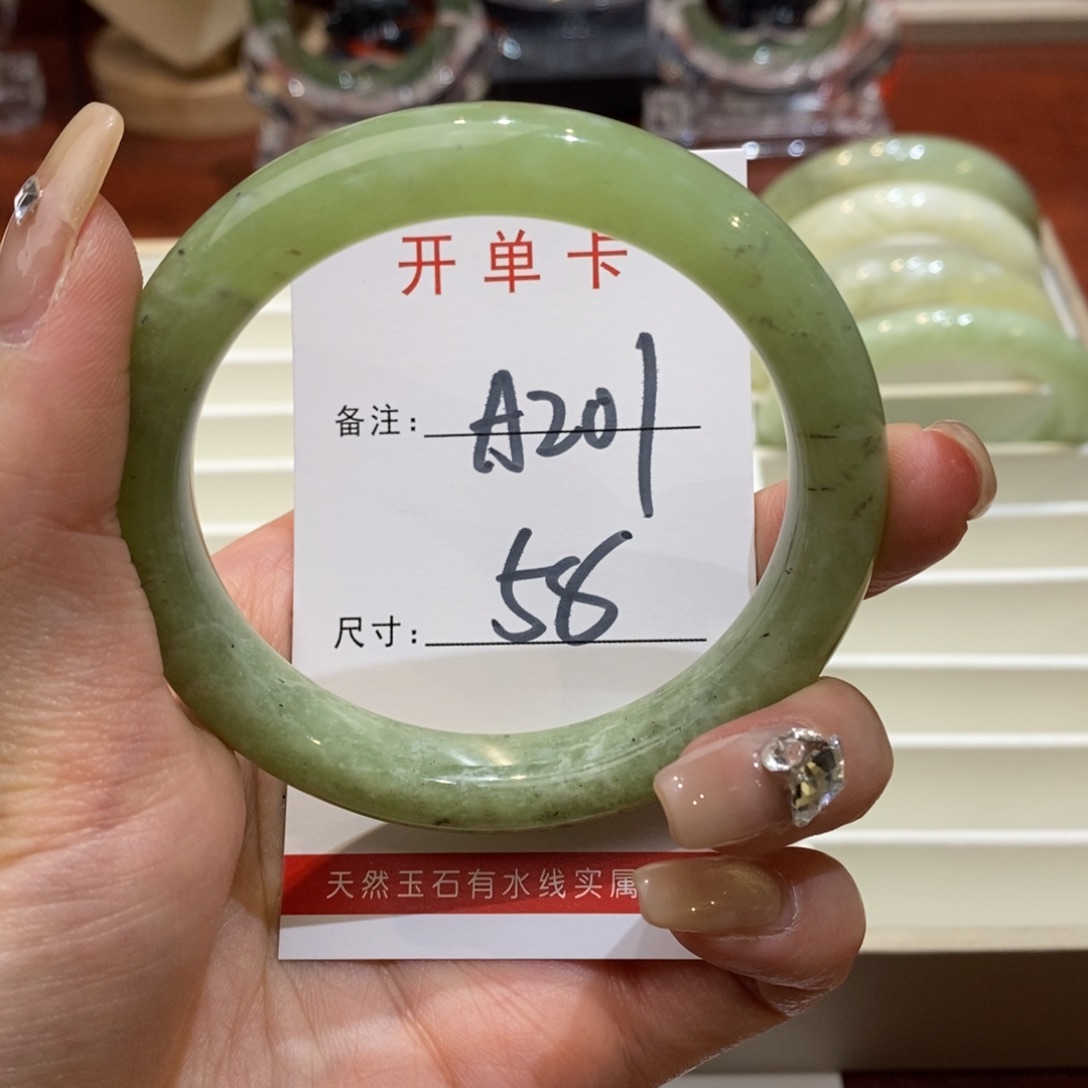 开单卡
备注: A201
尺寸: 58
天然玉石有水线实属